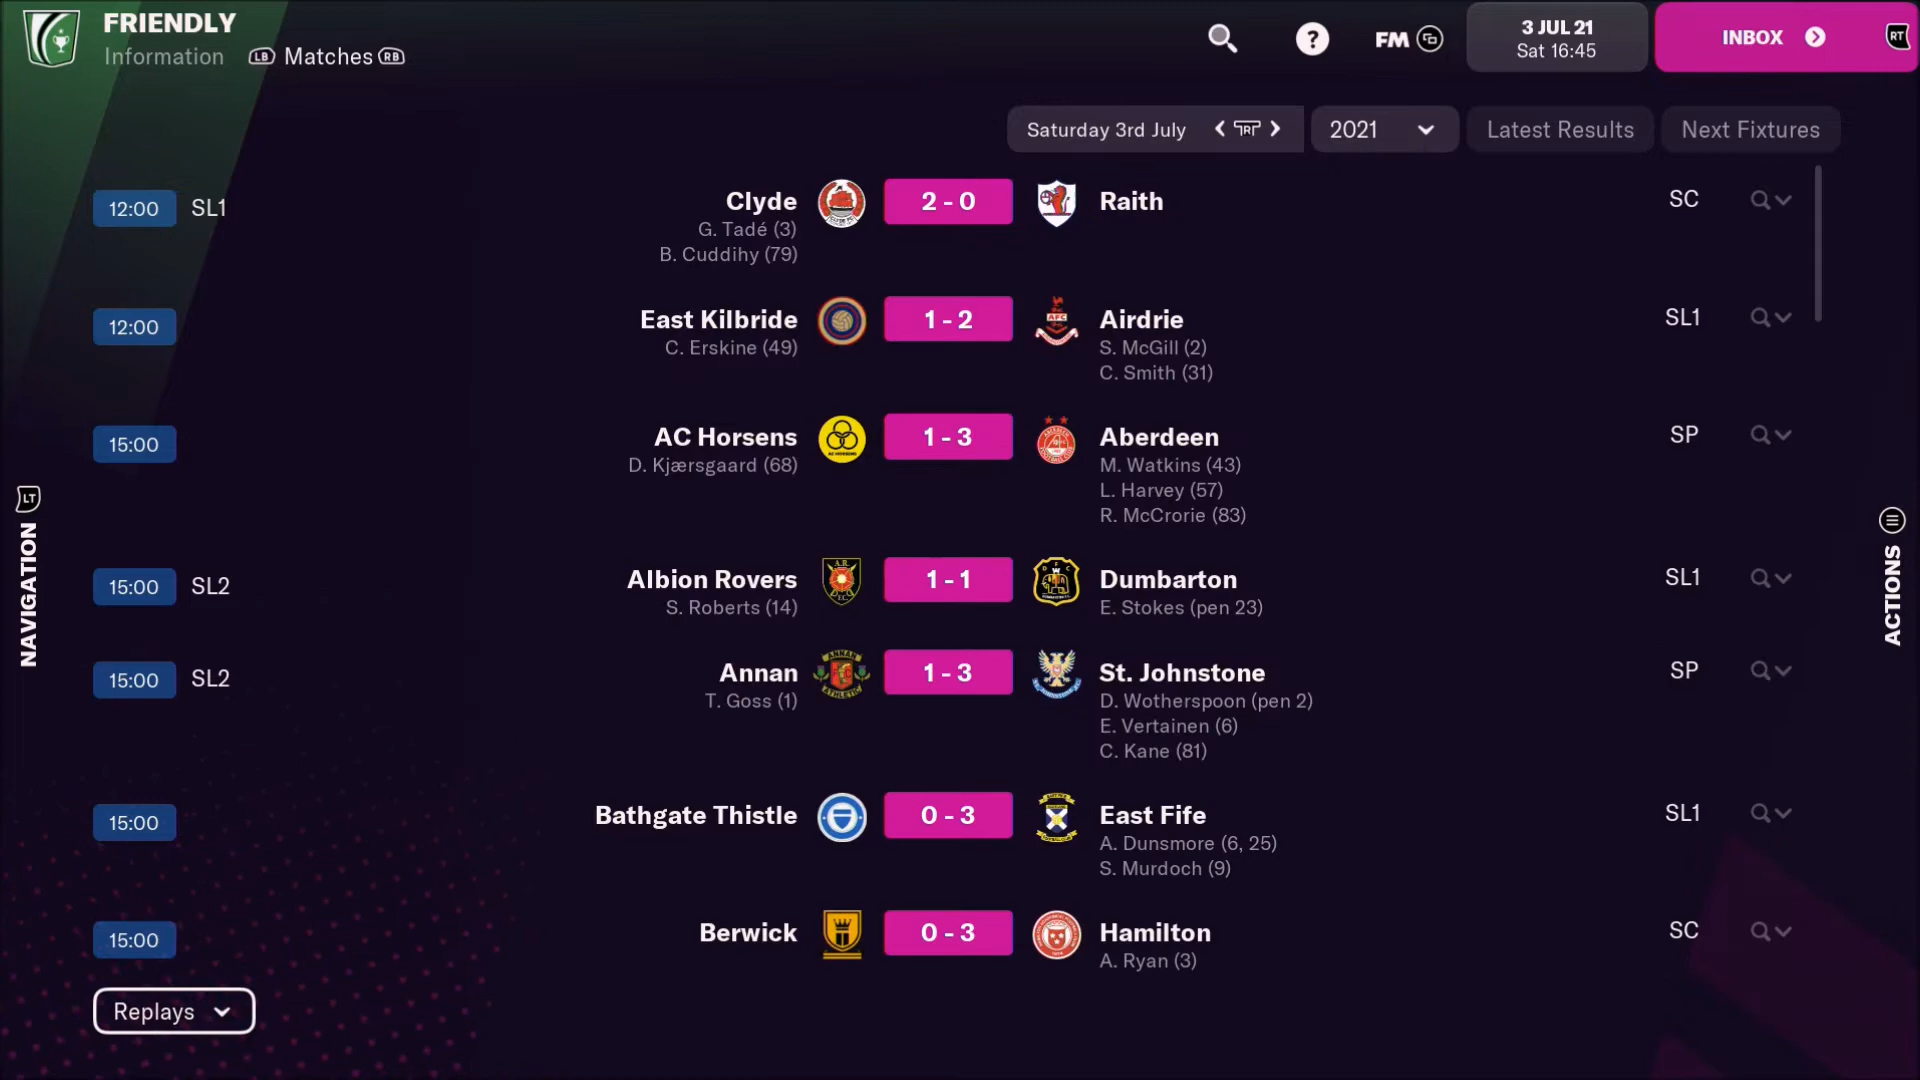 FRIENDLY
Information LB Matches RB
? FM
3 JUL 21
Sat 16:45
INBOX RT
Saturday 3rd July 2021 Latest Results Next Fixtures
12:00 SL1 Clyde 2 - 0 Raith SC
G. Tadé (3)
B. Cuddihy (79)
12:00 East Kilbride 1 - 2 Airdrie SL1
C. Erskine (49) S. McGill (2)
C. Smith (31)
15:00 AC Horsens 1 - 3 Aberdeen SP
D. Kjærsgaard (68) M. Watkins (43)
L. Harvey (57)
R. McCrorie (83)
15:00 SL2 Albion Rovers 1 - 1 Dumbarton SL1
S. Roberts (14) E. Stokes (pen 23)
15:00 SL2 Annan 1 - 3 St. Johnstone SP
T. Goss (1) D. Wotherspoon (pen 2)
E. Vertainen (6)
C. Kane (81)
15:00 Bathgate Thistle 0 - 3 East Fife SL1
A. Dunsmore (6, 25)
S. Murdoch (9)
15:00 Berwick 0 - 3 Hamilton SC
A. Ryan (3)
Replays
NAVIGATION LT
ACTIONS